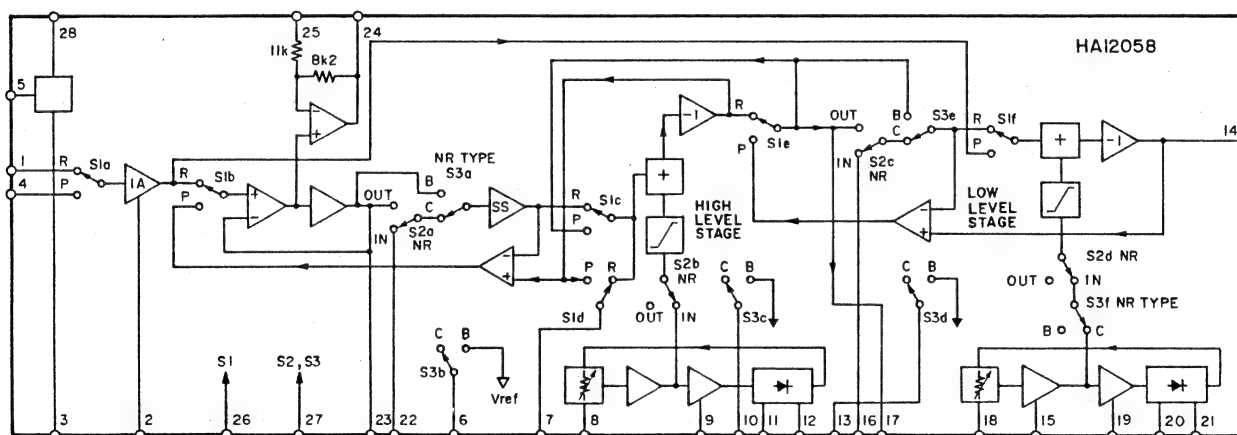 28 25 24
11k
8k2
HA12058
5
1 R S1a
4 P
1A
R S1b
P
NR TYPE
S3a
B
OUT
C
IN S2a
NR
SS
R S1c
P
P R
S1d
-1
R
P S1e
HIGH
LEVEL
STAGE
S2b
NR
OUT IN
C B
S3c
OUT
B
C
S3e
IN S2c
NR
LOW
LEVEL
STAGE
R S1f
P
-1
14
S2d NR
OUT IN
S3f NR TYPE
B C
C B
S3d
C B
S3b
Vref
S1 S2,S3
3 2 26 27 23 22 6 7 8 9 10 11 12 13 16 17 18 15 19 20 21